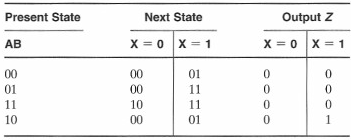 Present State Next State Output Z
AB X = 0 X = 1 X = 0 X = 1
00 00 01 0 0
01 00 11 0 0
11 10 11 0 0
10 00 01 0 1